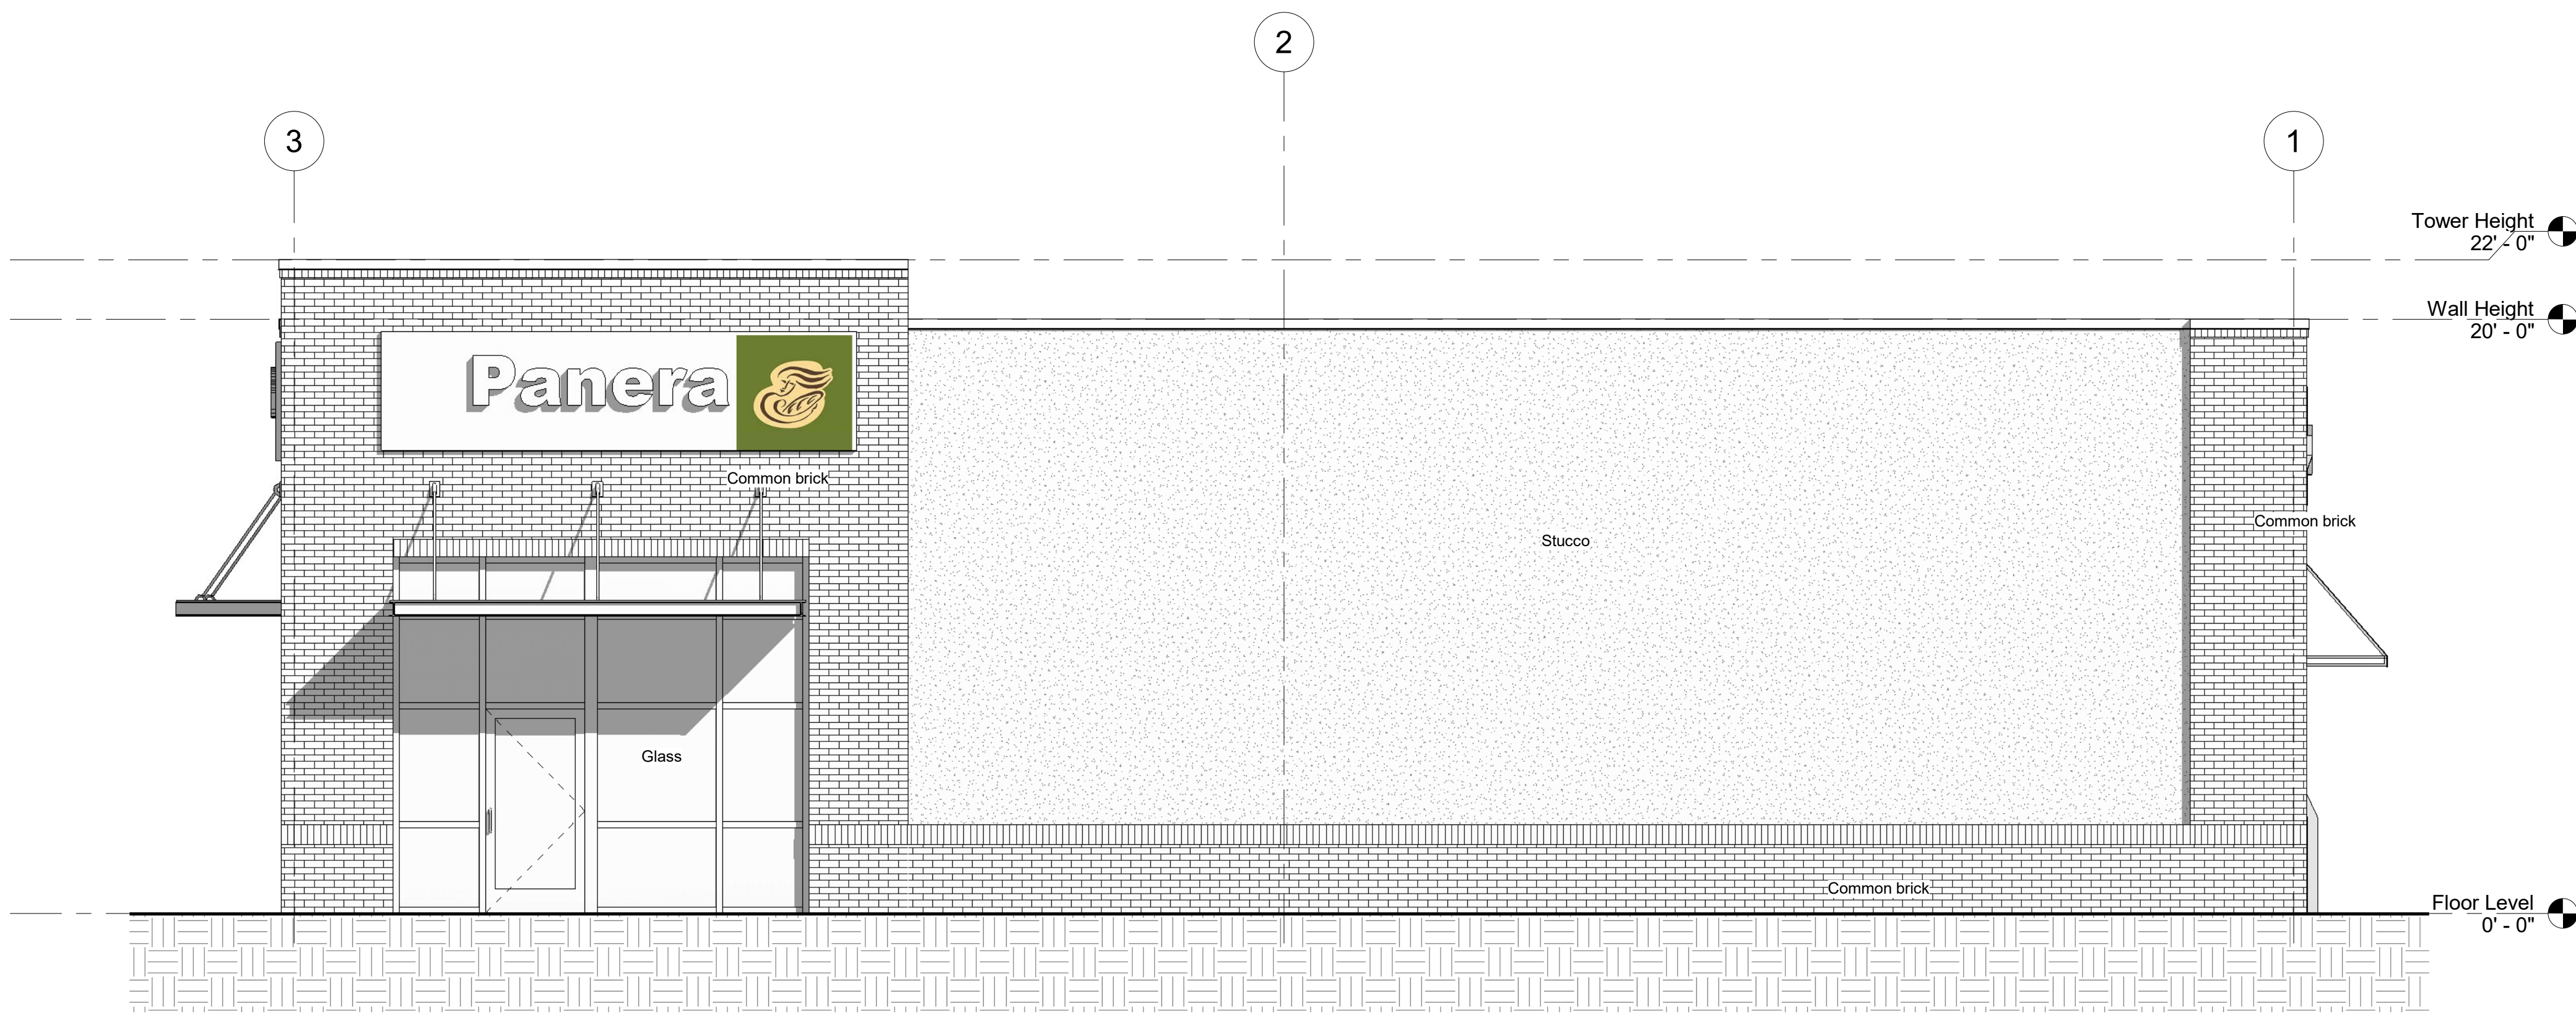 2
3
1
Tower Height
22' - 0"
Wall Height
20' - 0"
Panera
Common brick
Common brick
Stucco
Glass
Common brick
Floor Level
0' - 0"